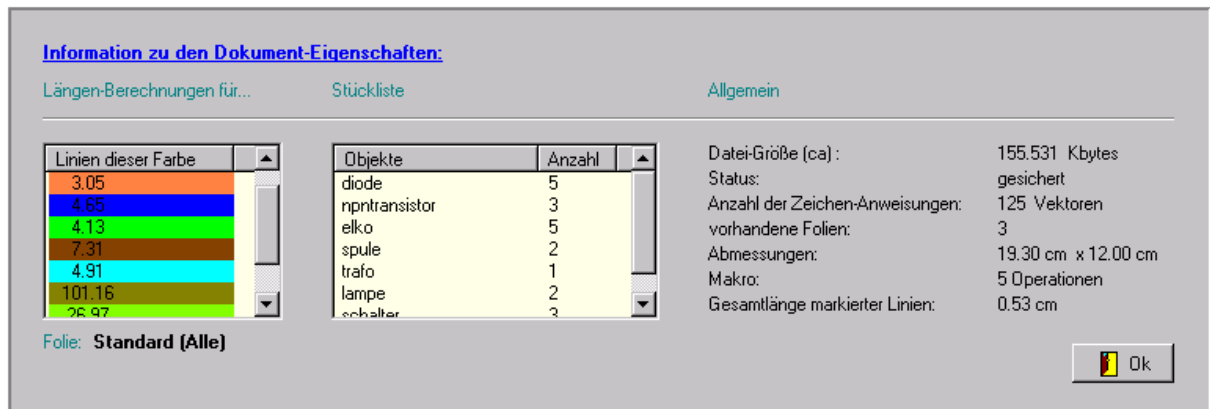 Information zu den Dokument-Eigenschaften:
Längen-Berechnungen für...
Stückliste
Allgemein
Linien dieser Farbe
3.05
4.65
4.13
7.31
4.91
101.16
26.97
Folie: Standard (Alle)
Objekte Anzahl
diode 5
npntransistor 3
elko 5
spule 2
trafo 1
lampe 2
schalter 3
Datei-Größe (ca) : 155.531 Kbytes
Status: gesichert
Anzahl der Zeichen-Anweisungen: 125 Vektoren
vorhandene Folien: 3
Abmessungen: 19.30 cm x 12.00 cm
Makro: 5 Operationen
Gesamtlänge markierter Linien: 0.53 cm
Ok